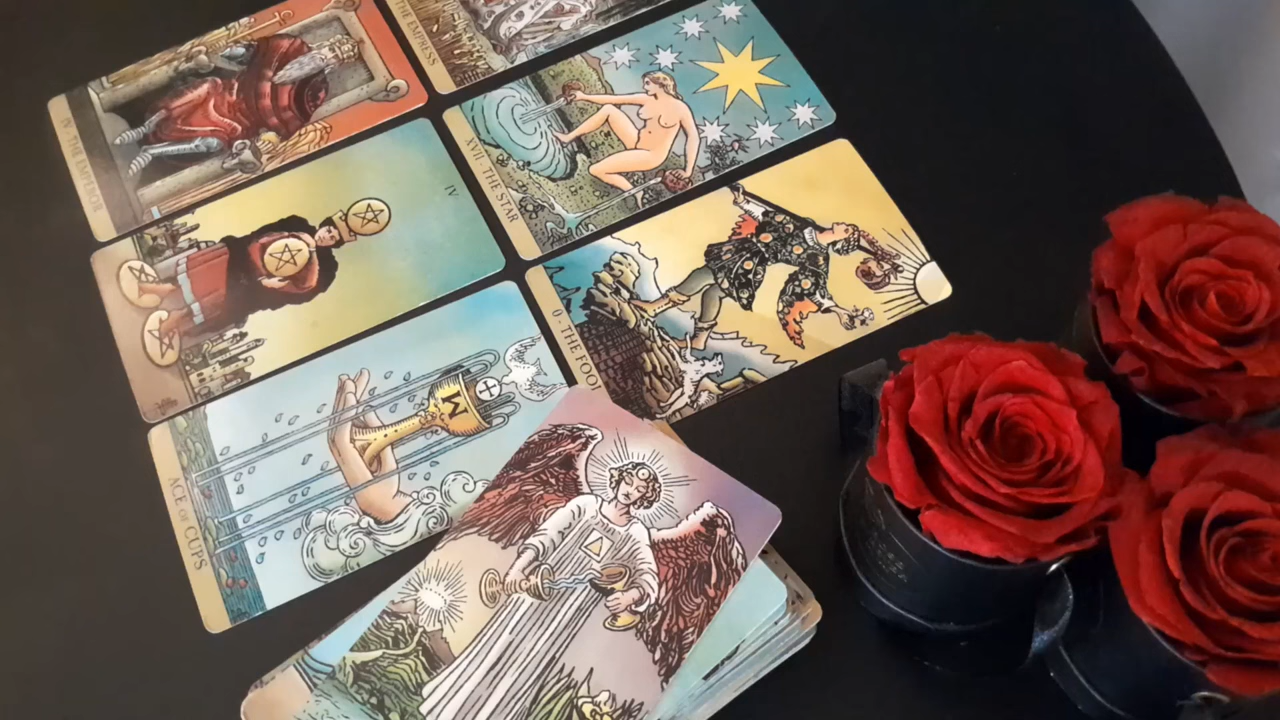 THE EMPRESS
IV - THE EMPEROR
XVII - THE STAR
IV
0 - THE FOOL
M
ACE OF CUPS